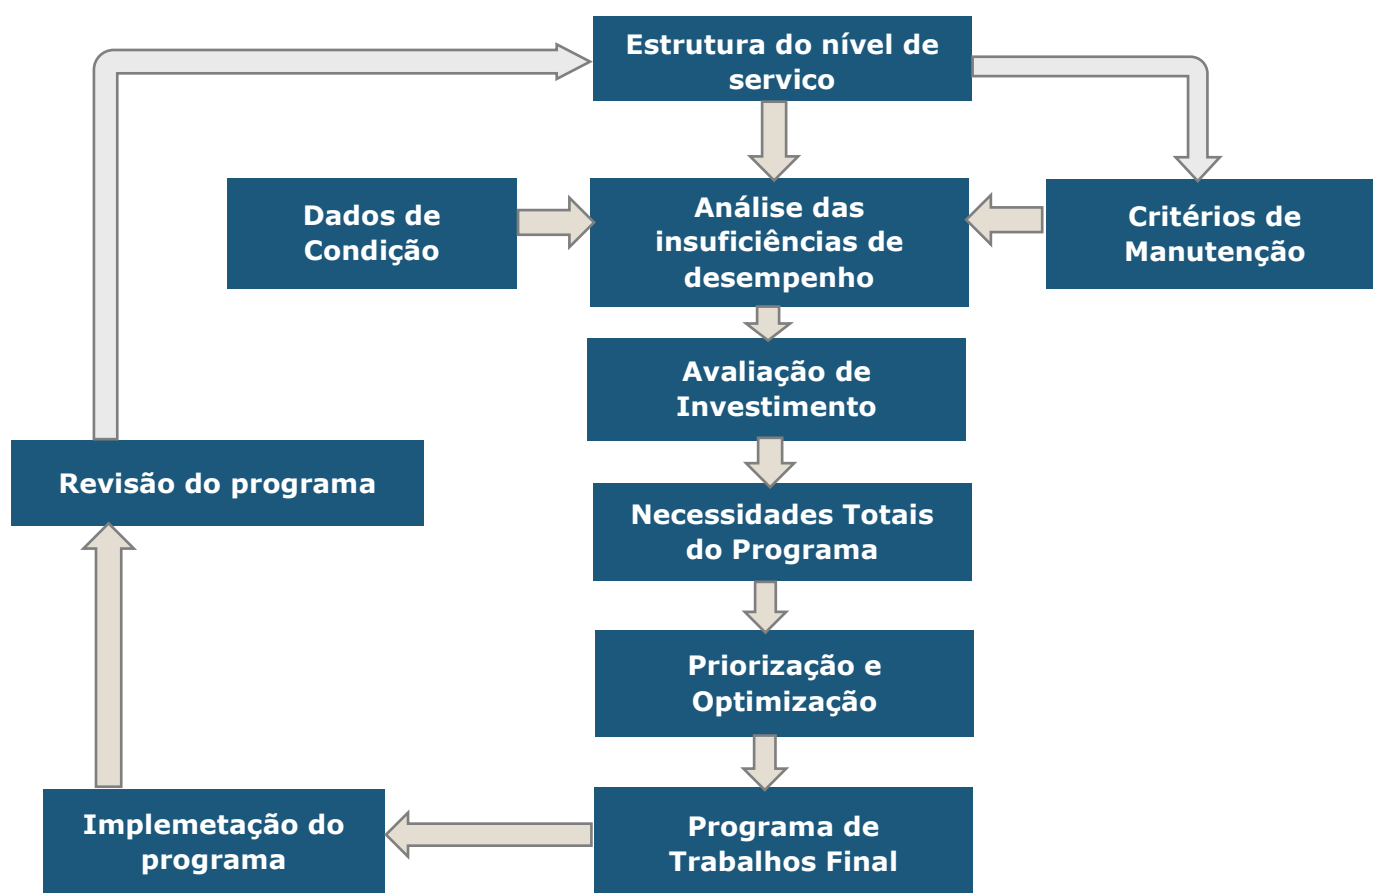 Estrutura do nível de
servico
Dados de
Condição
Análise das
insuficiências de
desempenho
Critérios de
Manutenção
Avaliação de
Investimento
Revisão do programa
Necessidades Totais
do Programa
Priorização e
Optimização
Implemetação do
programa
Programa de
Trabalhos Final